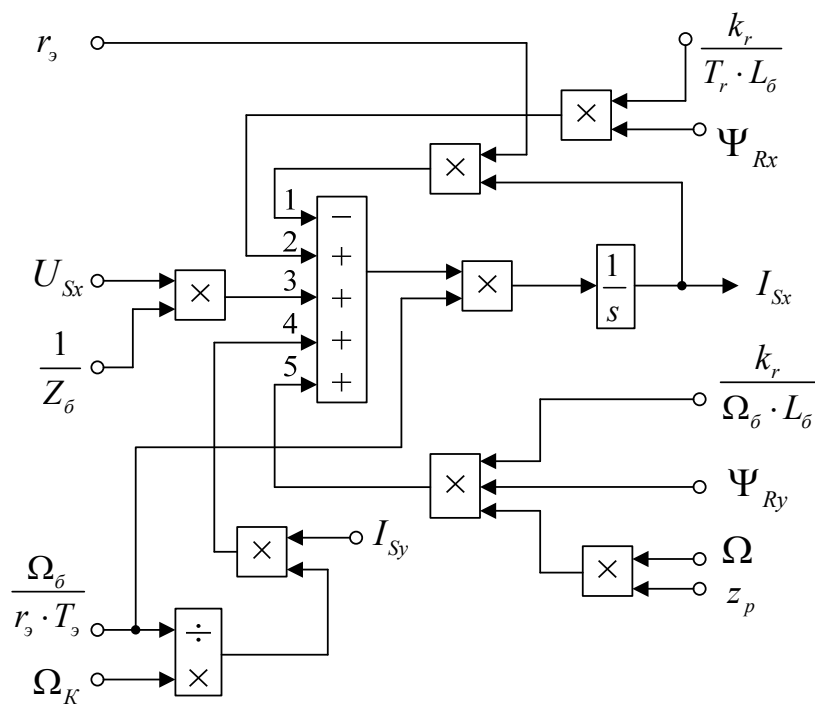 r_э
k_r
T_r · L_б
×
Ψ_Rx
×
1
−
2
+
U_Sx
3
+
×
×
1
s
I_Sx
4
+
1
Z_б
5
+
k_r
Ω_б · L_б
×
Ψ_Ry
×
I_Sy
×
Ω
z_p
Ω_б
r_э · T_э
÷
×
Ω_K